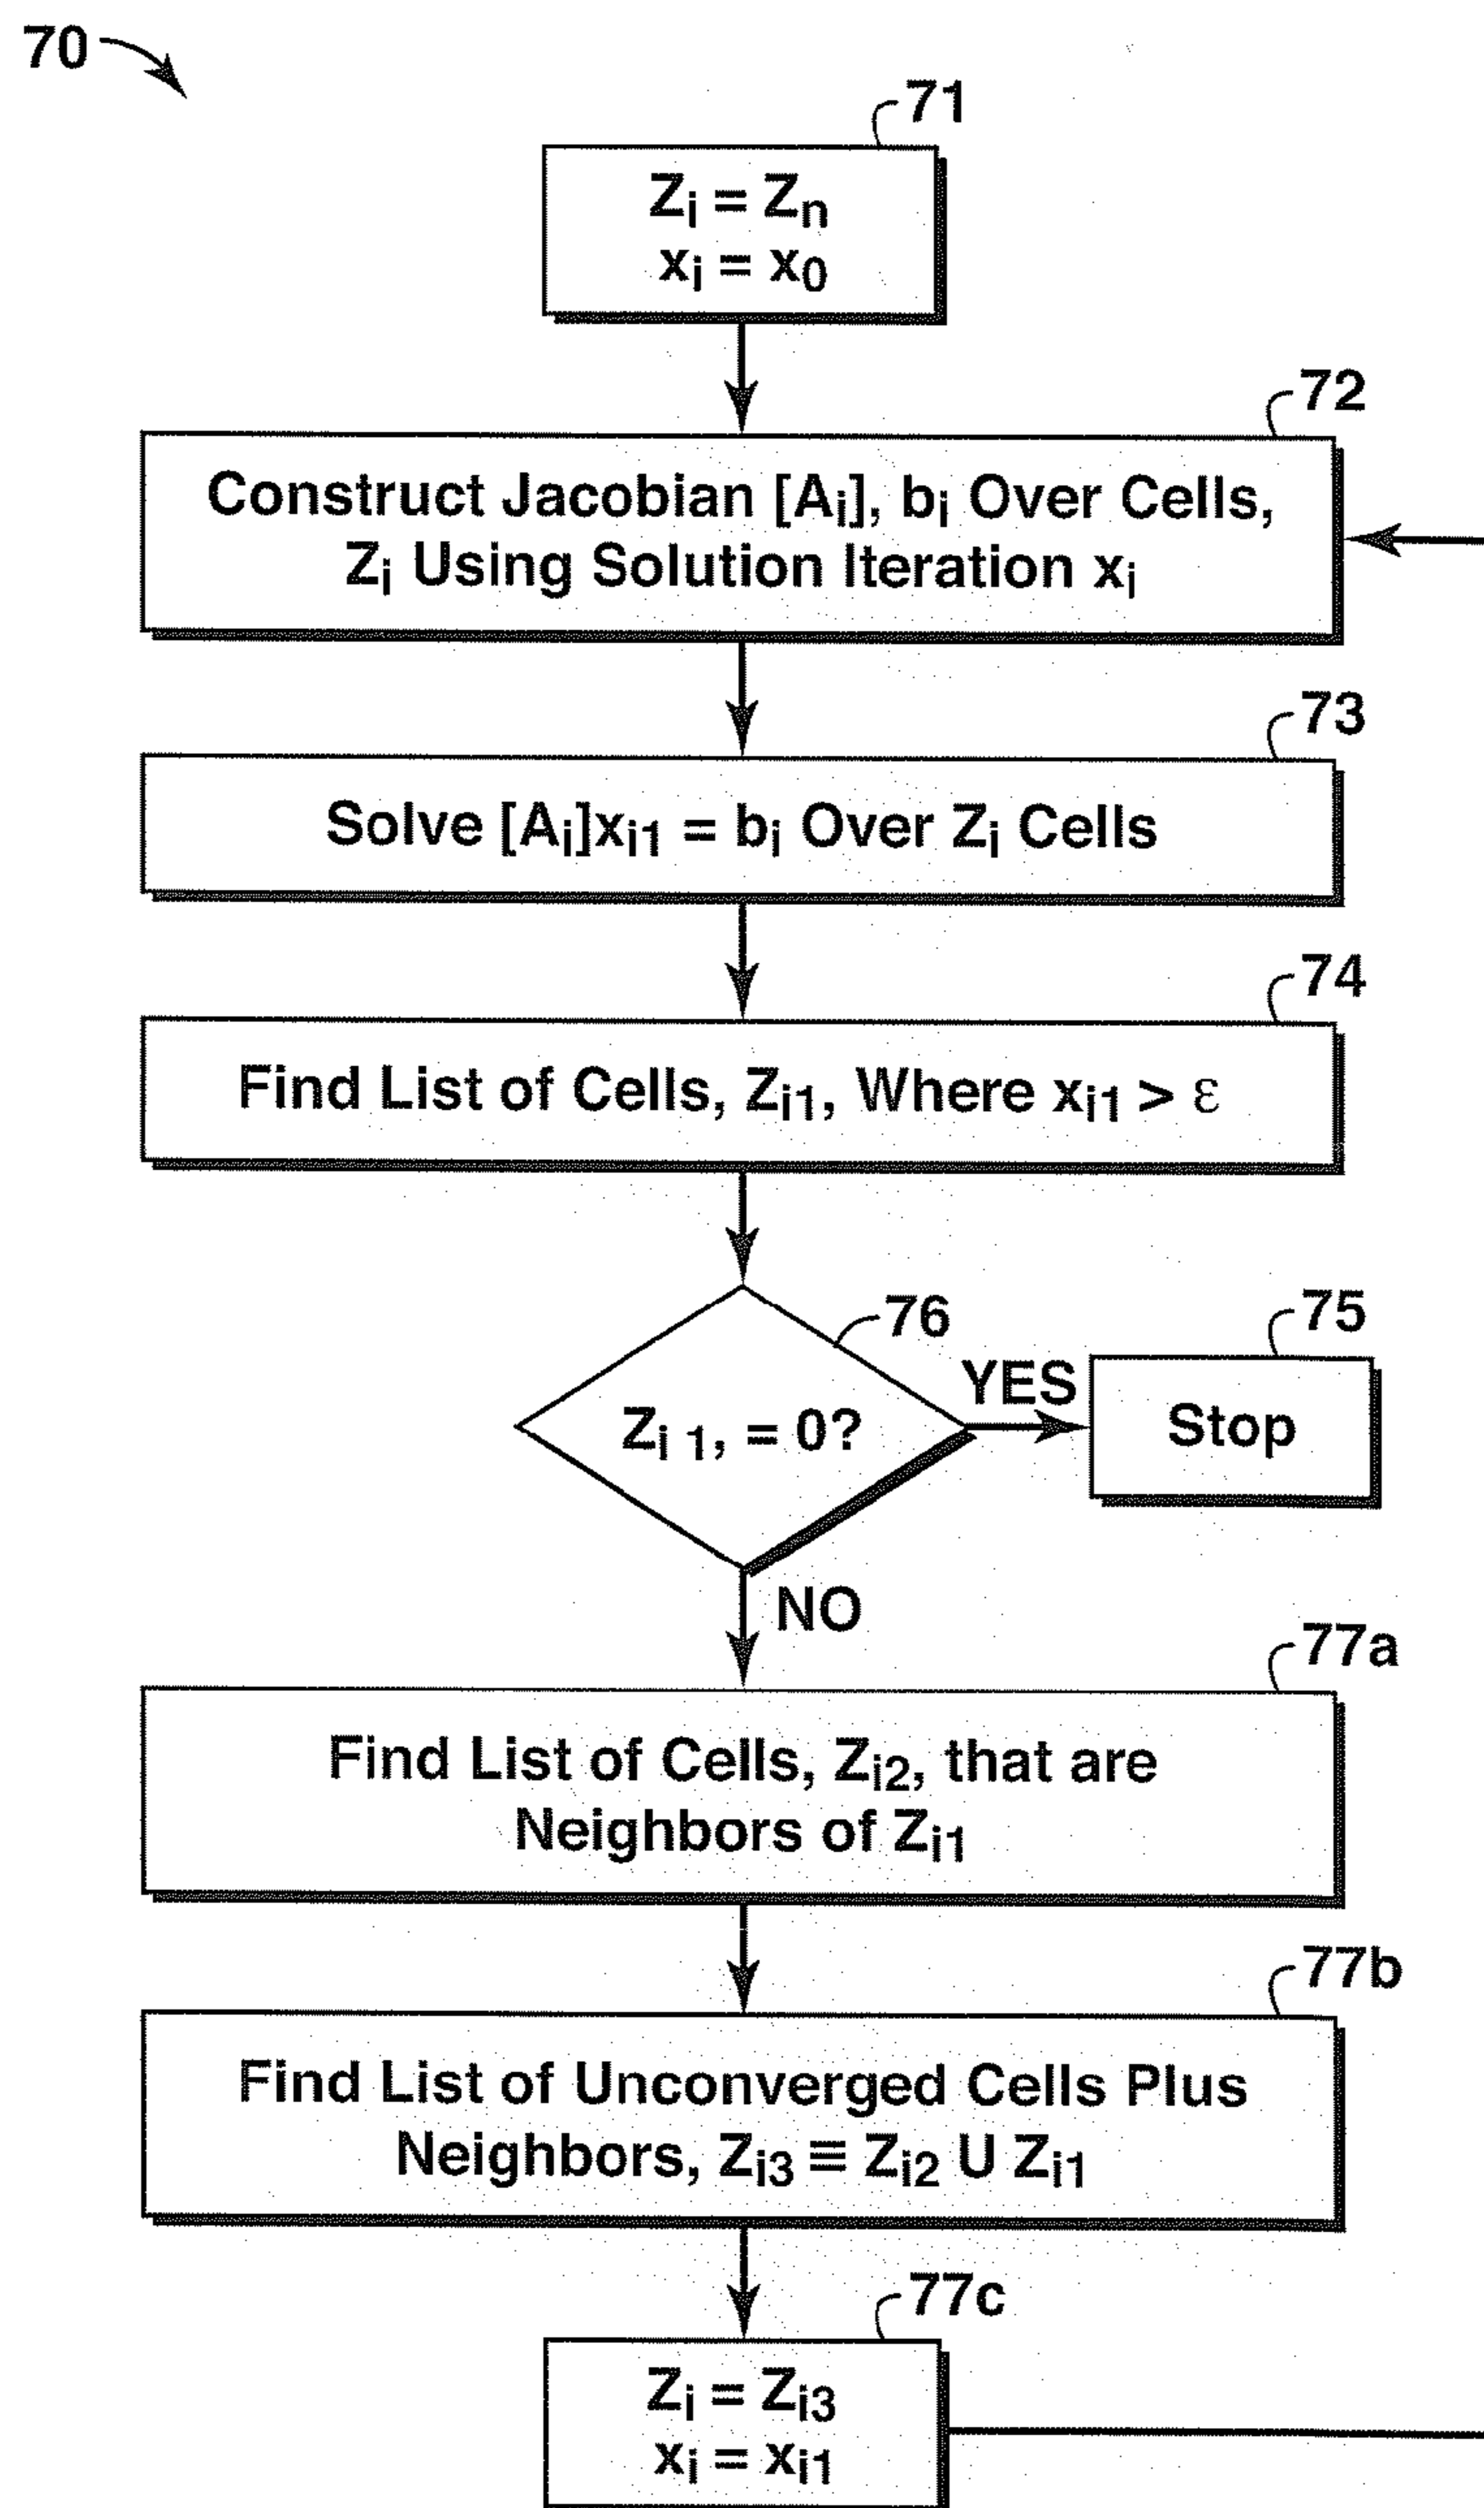 70
71
Zi = Zn
xi = x0
72
Construct Jacobian [Ai], bi Over Cells,
Zi Using Solution Iteration xi
73
Solve [Ai]xi1 = bi Over Zi Cells
74
Find List of Cells, Zi1, Where xi1 > ε
76
Zi 1, = 0?
YES
75
Stop
NO
77a
Find List of Cells, Zi2, that are
Neighbors of Zi1
77b
Find List of Unconverged Cells Plus
Neighbors, Zi3 ≡ Zi2 U Zi1
77c
Zi = Zi3
xi = xi1